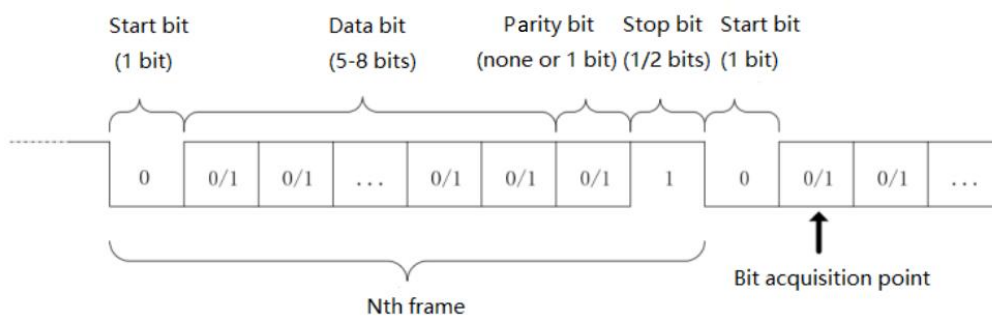 Start bit Data bit Parity bit Stop bit Start bit
(1 bit) (5-8 bits) (none or 1 bit) (1/2 bits) (1 bit)
0 0/1 0/1 ... 0/1 0/1 0/1 1 0 0/1 0/1 ...
Bit acquisition point
Nth frame